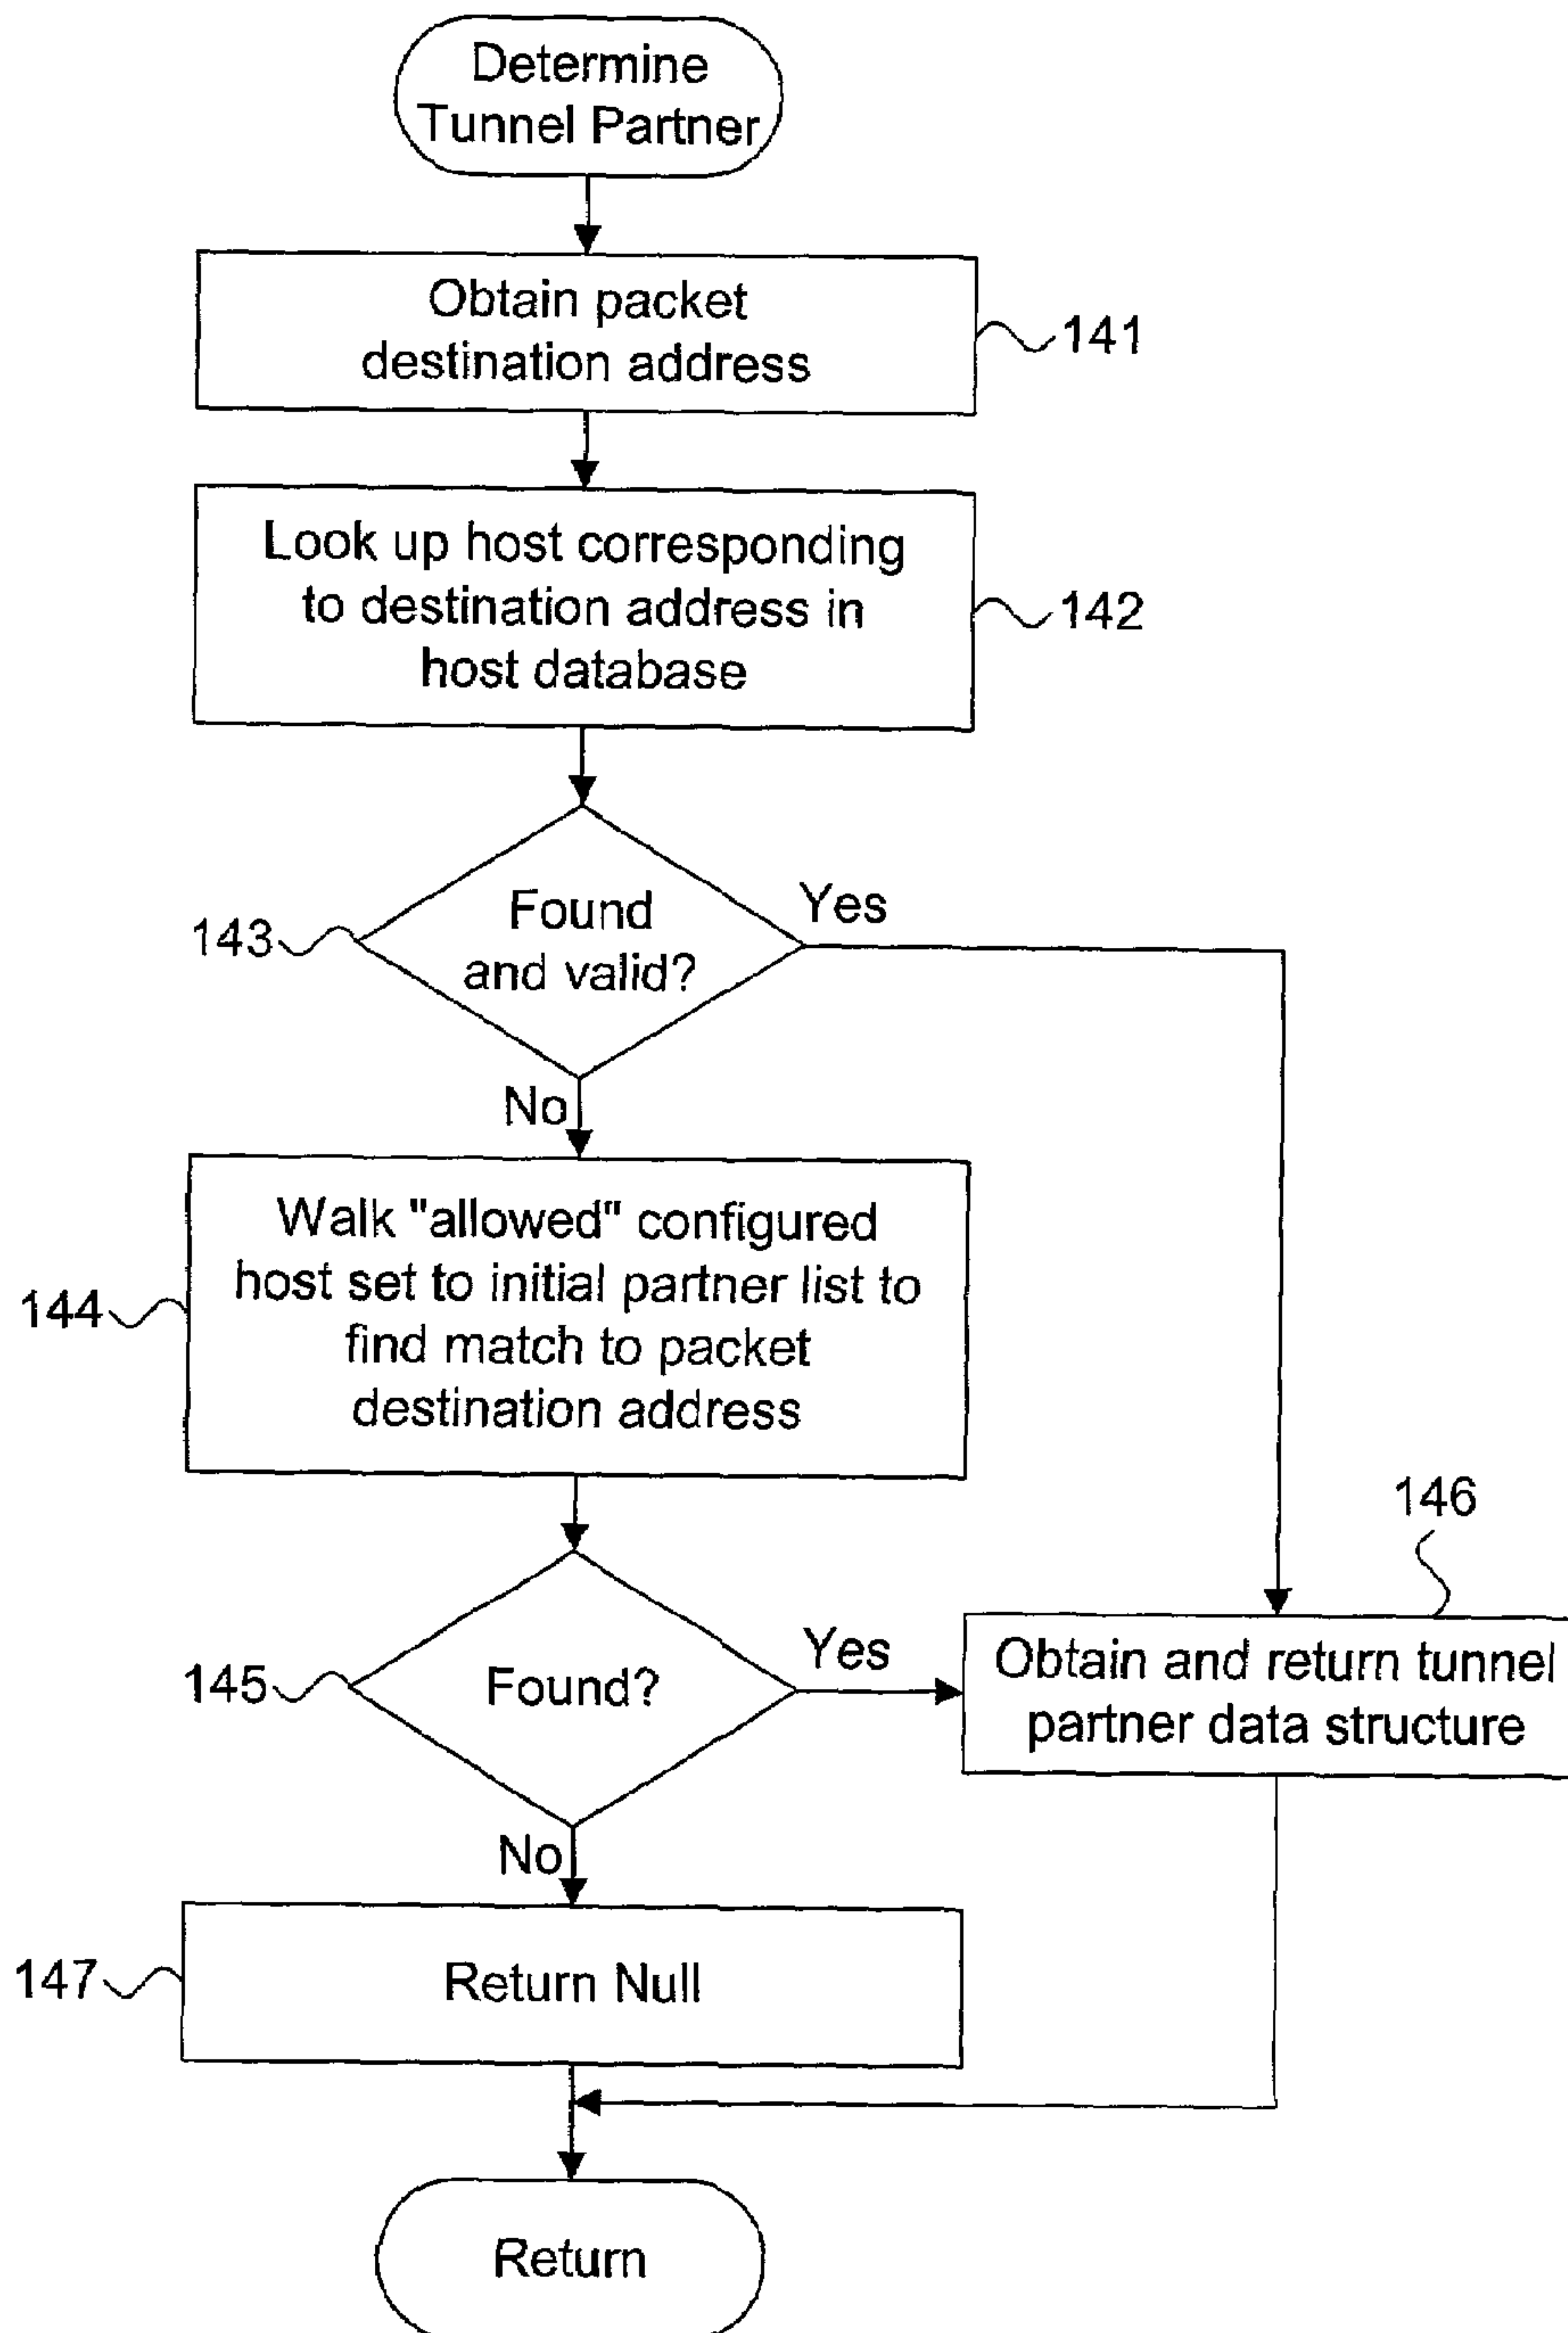 Determine
Tunnel Partner
Obtain packet
destination address
141
Look up host corresponding
to destination address in
host database
142
Found
and valid?
143
Yes
No
Walk "allowed" configured
host set to initial partner list to
find match to packet
destination address
144
146
Found?
145
Yes
Obtain and return tunnel
partner data structure
No
Return Null
147
Return